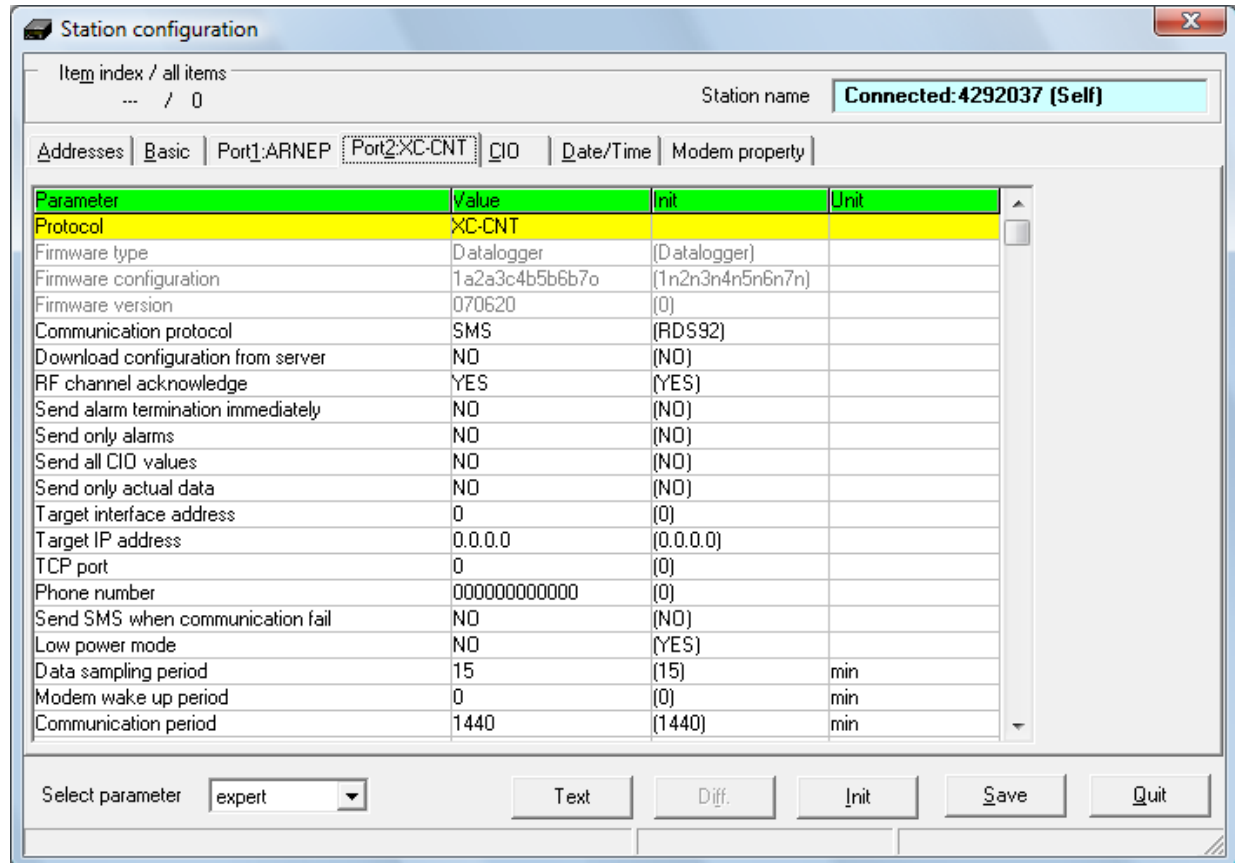 Station configuration
Item index / all items
--- / 0
Station name Connected:4292037 (Self)
Addresses Basic Port1:ARNEP Port2:XC-CNT CIO Date/Time Modem property
Parameter Value Init Unit
Protocol XC-CNT
Firmware type Datalogger (Datalogger)
Firmware configuration 1a2a3c4b5b6b7o (1n2n3n4n5n6n7n)
Firmware version 070620 (0)
Communication protocol SMS (RDS92)
Download configuration from server NO (NO)
RF channel acknowledge YES (YES)
Send alarm termination immediately NO (NO)
Send only alarms NO (NO)
Send all CIO values NO (NO)
Send only actual data NO (NO)
Target interface address 0 (0)
Target IP address 0.0.0.0 (0.0.0.0)
TCP port 0 (0)
Phone number 000000000000 (0)
Send SMS when communication fail NO (NO)
Low power mode NO (YES)
Data sampling period 15 (15) min
Modem wake up period 0 (0) min
Communication period 1440 (1440) min
Select parameter expert Text Diff. Init Save Quit